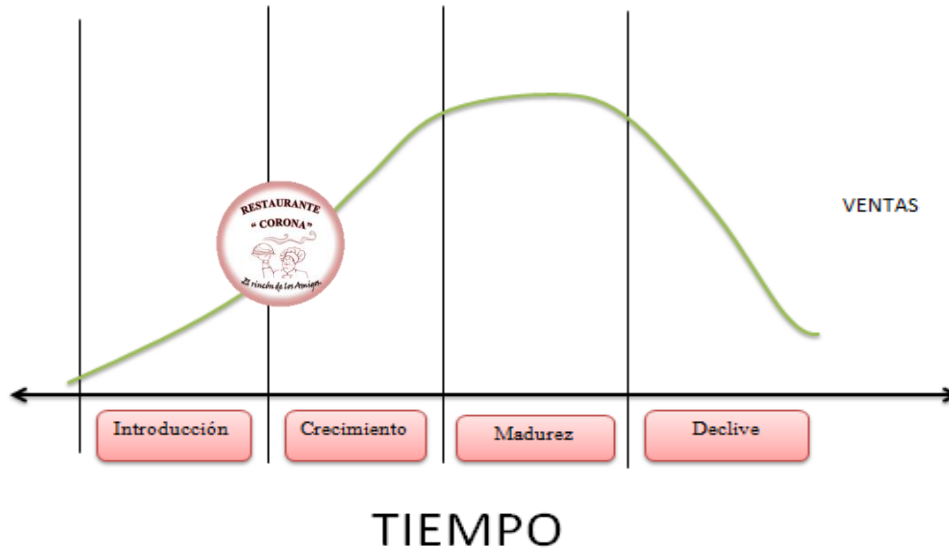 RESTAURANTE
"CORONA"
El rincón de los Amigos
VENTAS
Introducción
Crecimiento
Madurez
Declive
TIEMPO